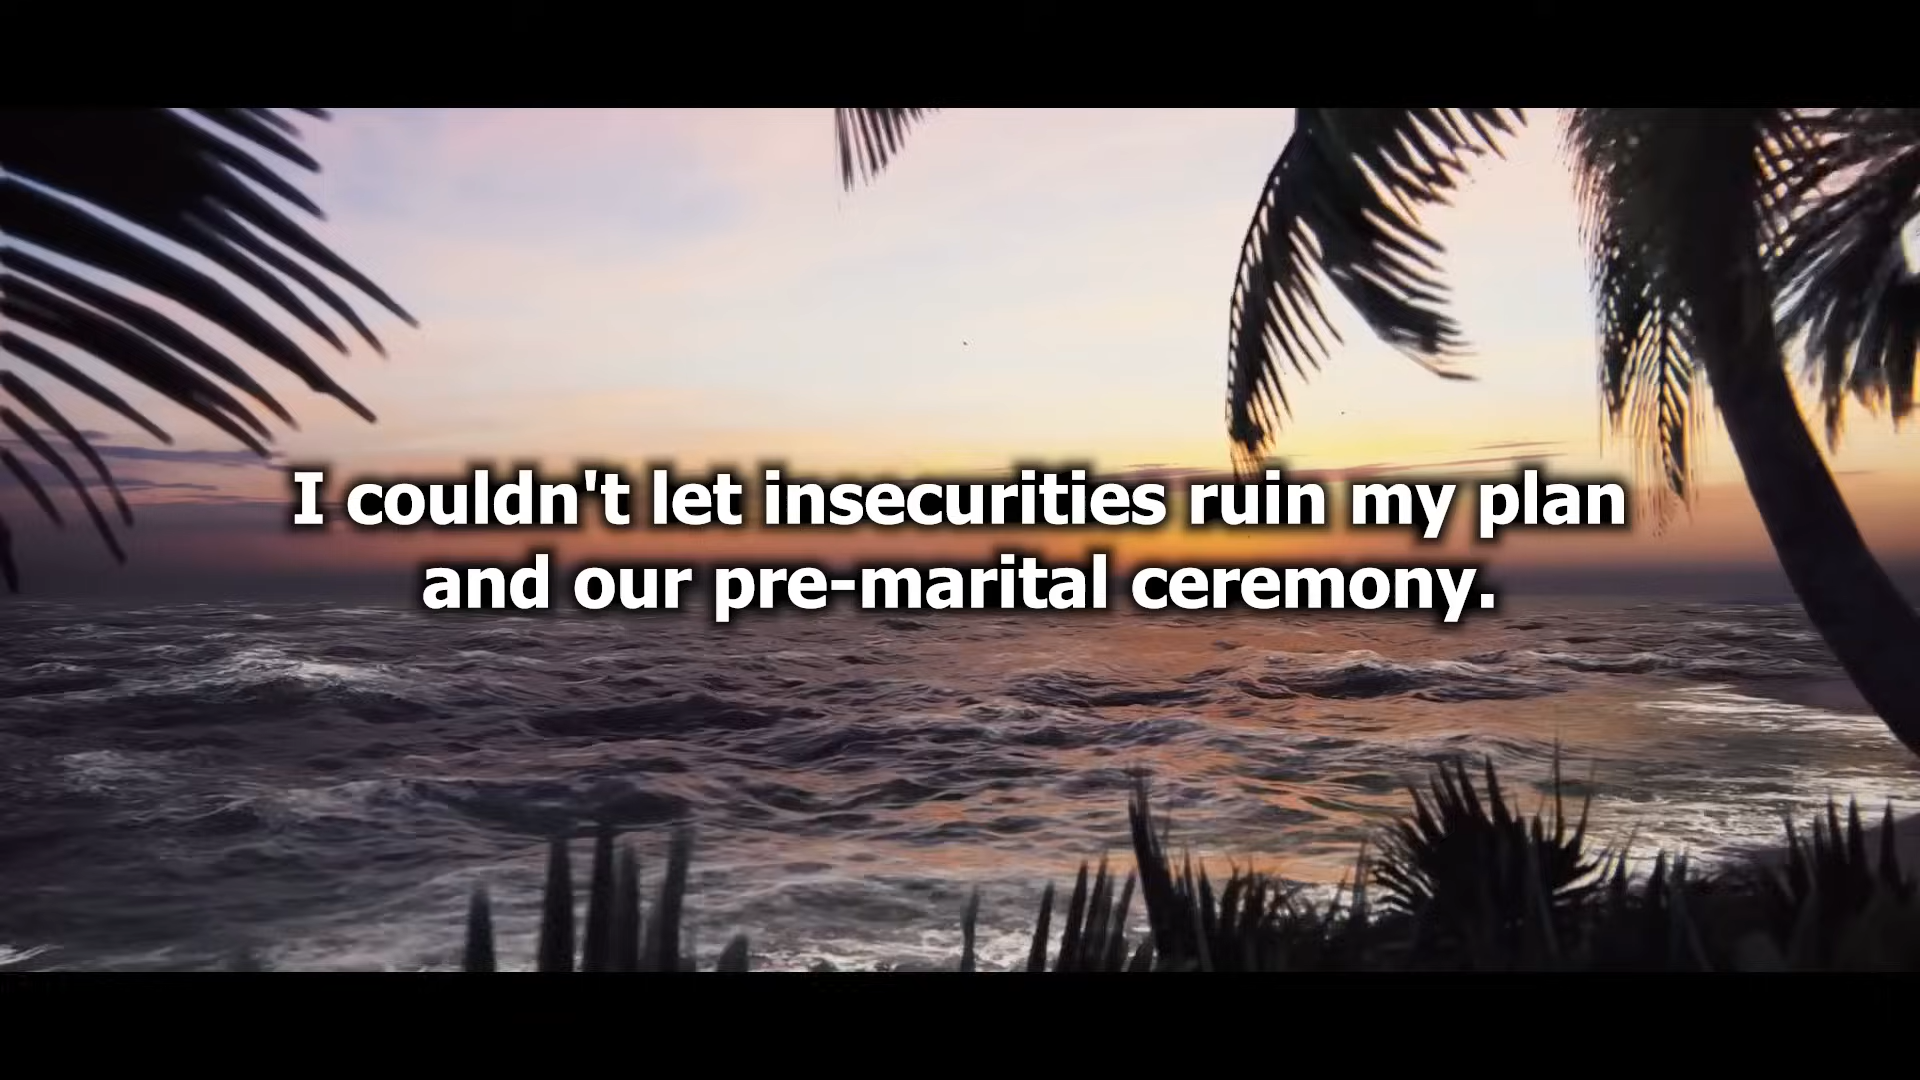 I couldn't let insecurities ruin my plan
and our pre-marital ceremony.